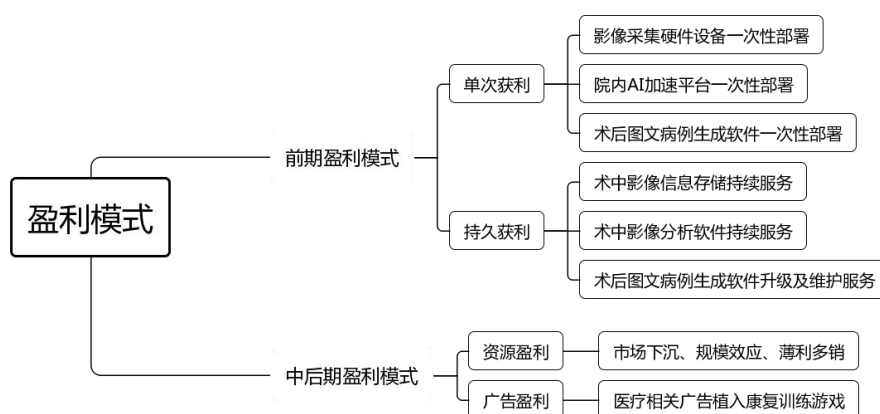 盈利模式
前期盈利模式
单次获利
影像采集硬件设备一次性部署
院内AI加速平台一次性部署
术后图文病例生成软件一次性部署
持久获利
术中影像信息存储持续服务
术中影像分析软件持续服务
术后图文病例生成软件升级及维护服务
中后期盈利模式
资源盈利
市场下沉、规模效应、薄利多销
广告盈利
医疗相关广告植入康复训练游戏